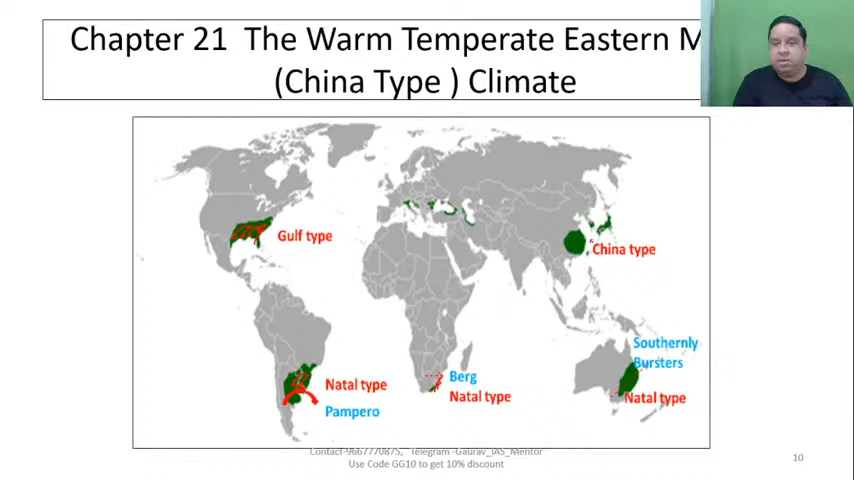 Chapter 21 The Warm Temperate Eastern
(China Type ) Climate
Gulf type
China type
Southernly
Bursters
Natal type
Berg
Natal type
Natal type
Pampero
Contact-9667770875, Telegram -Gaurav_IAS_Mentor
Use Code GG10 to get 10% discount
10